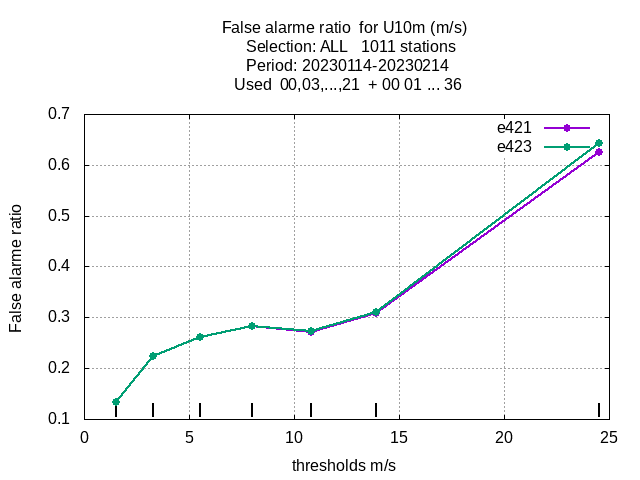 False alarme ratio  for U10m (m/s)
Selection: ALL   1011 stations
Period: 20230114-20230214
Used  00,03,...,21  + 00 01 ... 36
0.7
0.6
0.5
0.4
0.3
0.2
0.1
False alarme ratio
e421
e423
0 5 10 15 20 25
thresholds m/s